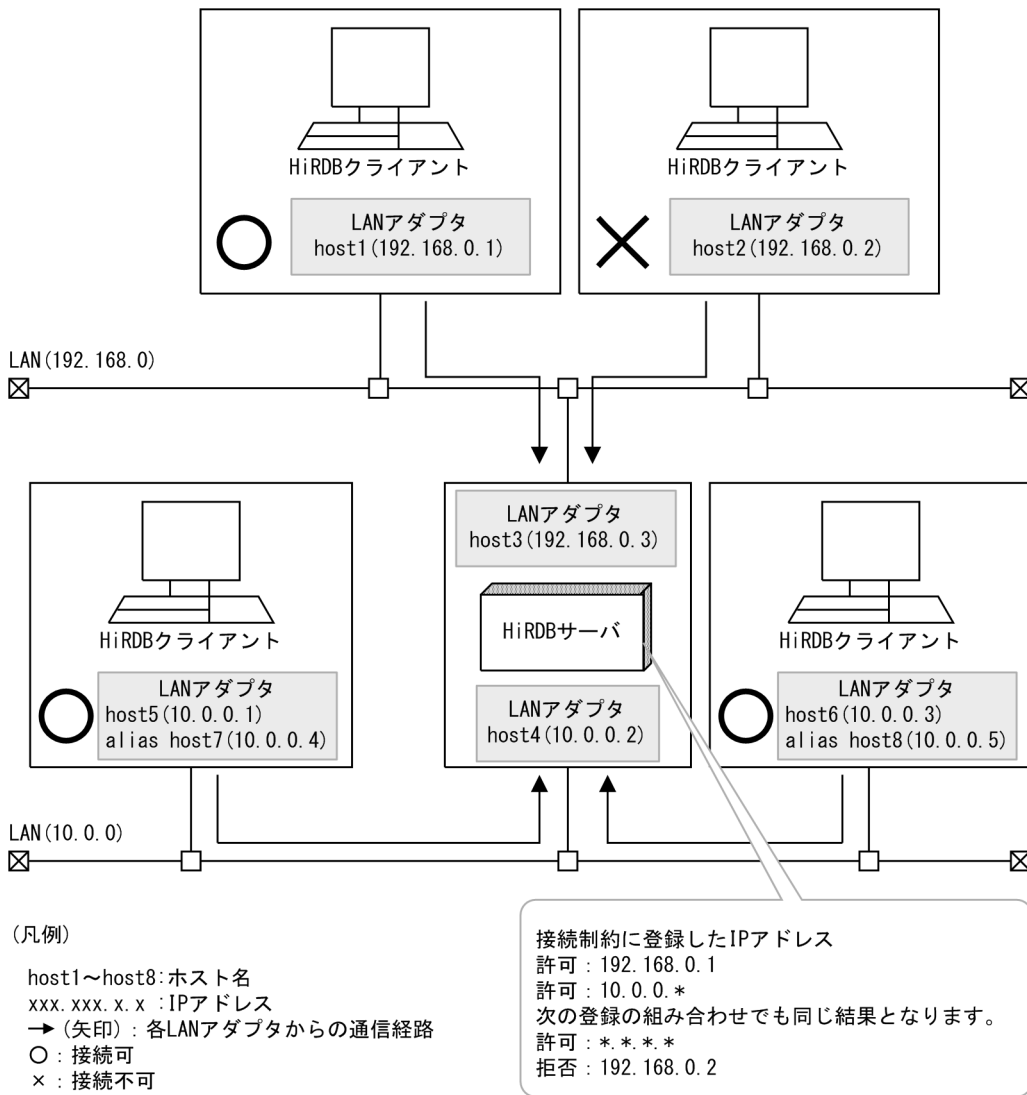 HiRDBクライアント
LANアダプタ
host1(192.168.0.1)
HiRDBクライアント
LANアダプタ
host2(192.168.0.2)
LAN(192.168.0)
HiRDBクライアント
LANアダプタ
host5(10.0.0.1)
alias host7(10.0.0.4)
LANアダプタ
host3(192.168.0.3)
HiRDBサーバ
LANアダプタ
host4(10.0.0.2)
HiRDBクライアント
LANアダプタ
host6(10.0.0.3)
alias host8(10.0.0.5)
LAN(10.0.0)
(凡例)
host1～host8:ホスト名
xxx.xxx.x.x :IPアドレス
→(矢印):各LANアダプタからの通信経路
○:接続可
×:接続不可
接続制約に登録したIPアドレス
許可:192.168.0.1
許可:10.0.0.*
次の登録の組み合わせでも同じ結果となります。
許可:*.*.*.*
拒否:192.168.0.2